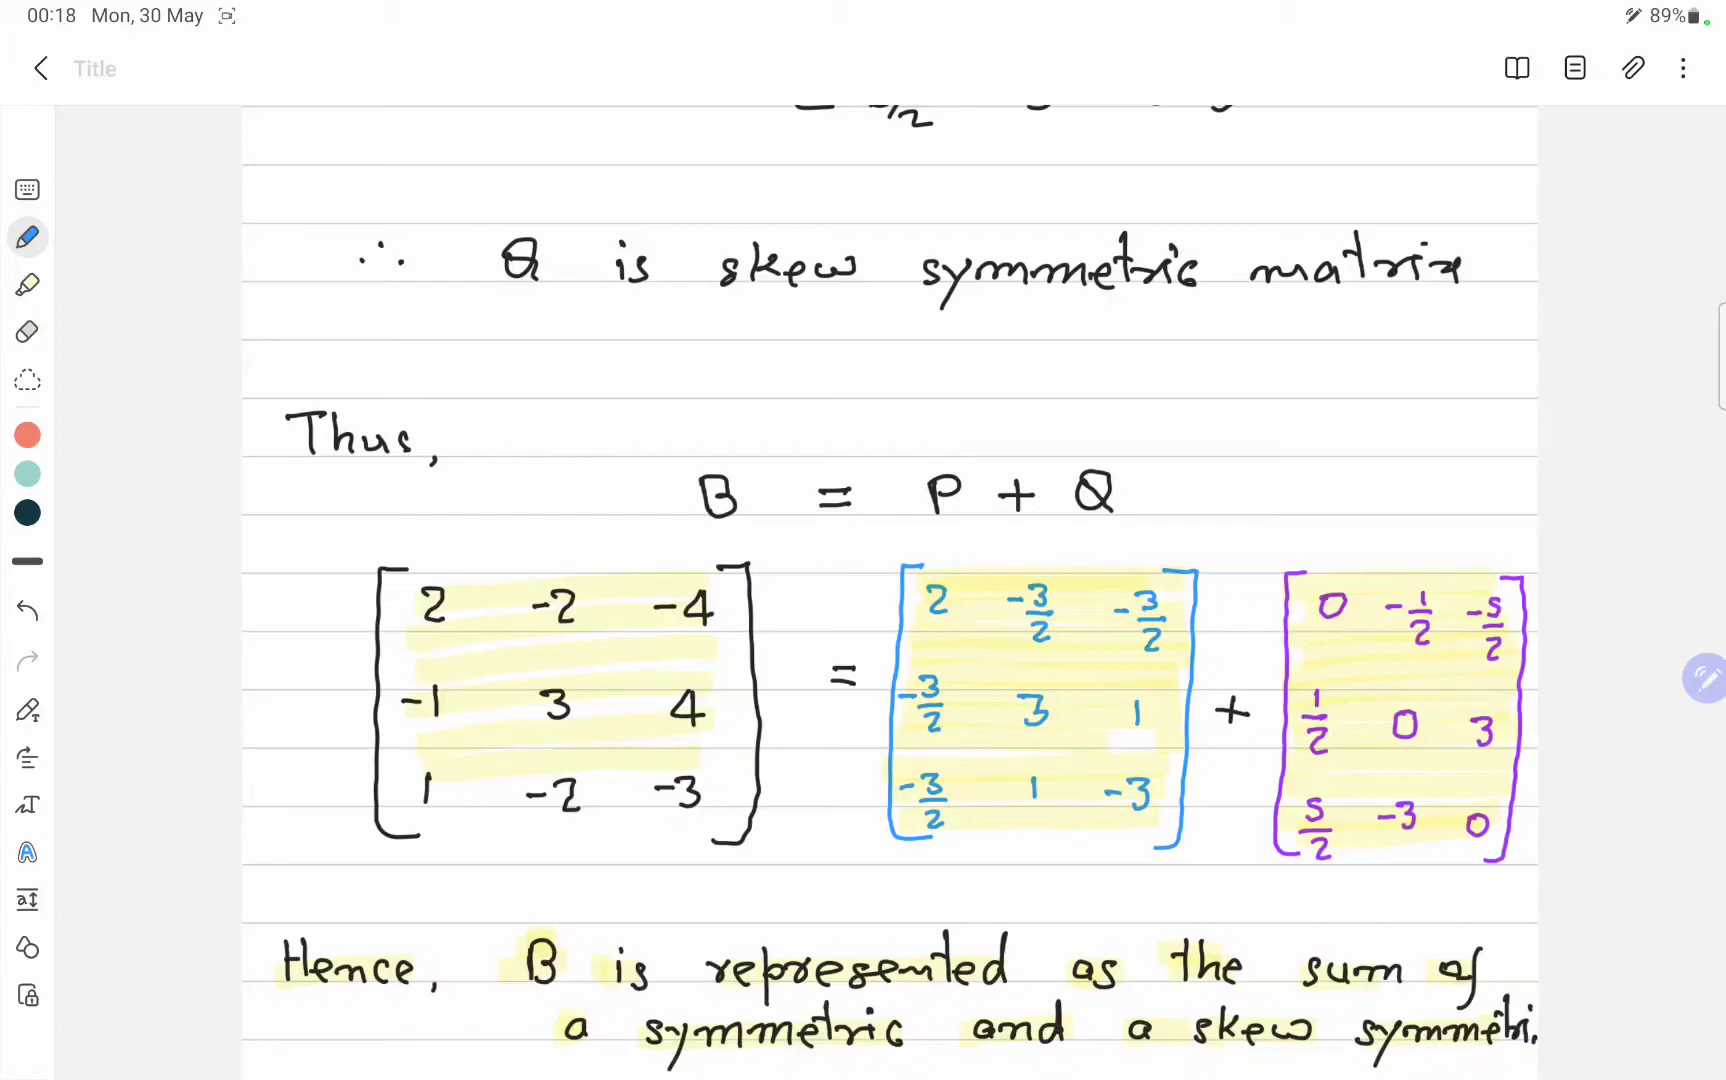 00:18 Mon, 30 May 89%
Title
∴ Q is skew symmetric matrix
Thus,
B = P + Q
[2 -2 -4] = [2 -3/2 -3/2] + [0 -1/2 -5/2]
[-1 3 4] [-3/2 3 1] [1/2 0 3]
[1 -2 -3] [-3/2 1 -3] [5/2 -3 0]
Hence, B is represented as the sum of
a symmetric and a skew symmetri